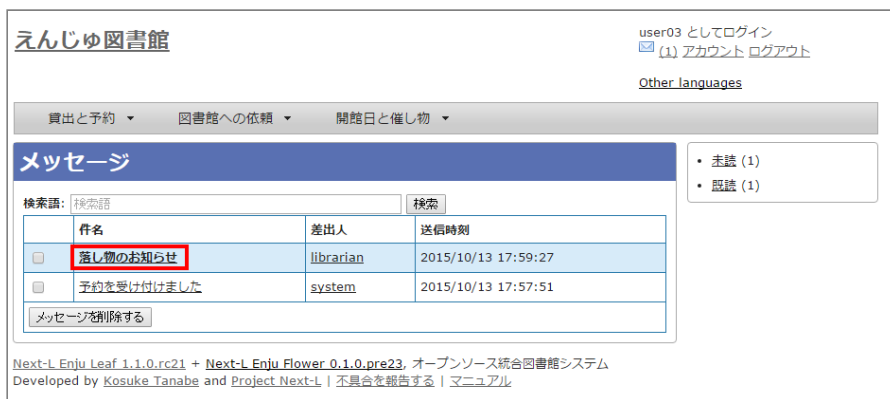 えんじゅ図書館
user03 としてログイン
(1) アカウント ログアウト
Other languages
貸出と予約 ▼ 図書館への依頼 ▼ 開館日と催し物 ▼
メッセージ
検索語: 検索語 検索
件名 差出人 送信時刻
落し物のお知らせ librarian 2015/10/13 17:59:27
予約を受け付けました system 2015/10/13 17:57:51
メッセージを削除する
• 未読 (1)
• 既読 (1)
Next-L Enju Leaf 1.1.0.rc21 + Next-L Enju Flower 0.1.0.pre23, オープンソース統合図書館システム
Developed by Kosuke Tanabe and Project Next-L | 不具合を報告する | マニュアル